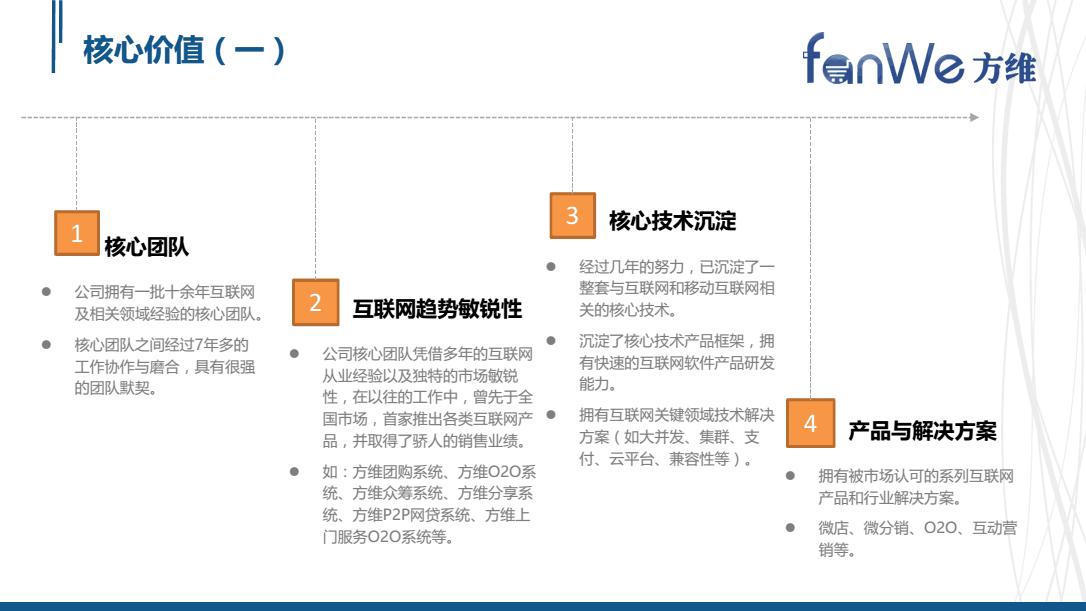 核心价值（一）
fanWe 方维
1
核心团队
公司拥有一批十余年互联网
及相关领域经验的核心团队。
核心团队之间经过7年多的
工作协作与磨合，具有很强
的团队默契。
2
互联网趋势敏锐性
公司核心团队凭借多年的互联网
从业经验以及独特的市场敏锐
性，在以往的工作中，曾先于全
国市场，首家推出各类互联网产
品，并取得了骄人的销售业绩。
如：方维团购系统、方维O2O系
统、方维众筹系统、方维分享系
统、方维P2P网贷系统、方维上
门服务O2O系统等。
3
核心技术沉淀
经过几年的努力，已沉淀了一
整套与互联网和移动互联网相
关的核心技术。
沉淀了核心技术产品框架，拥
有快速的互联网软件产品研发
能力。
拥有互联网关键领域技术解决
方案（如大并发、集群、支
付、云平台、兼容性等）。
4
产品与解决方案
拥有被市场认可的系列互联网
产品和行业解决方案。
微店、微分销、O2O、互动营
销等。